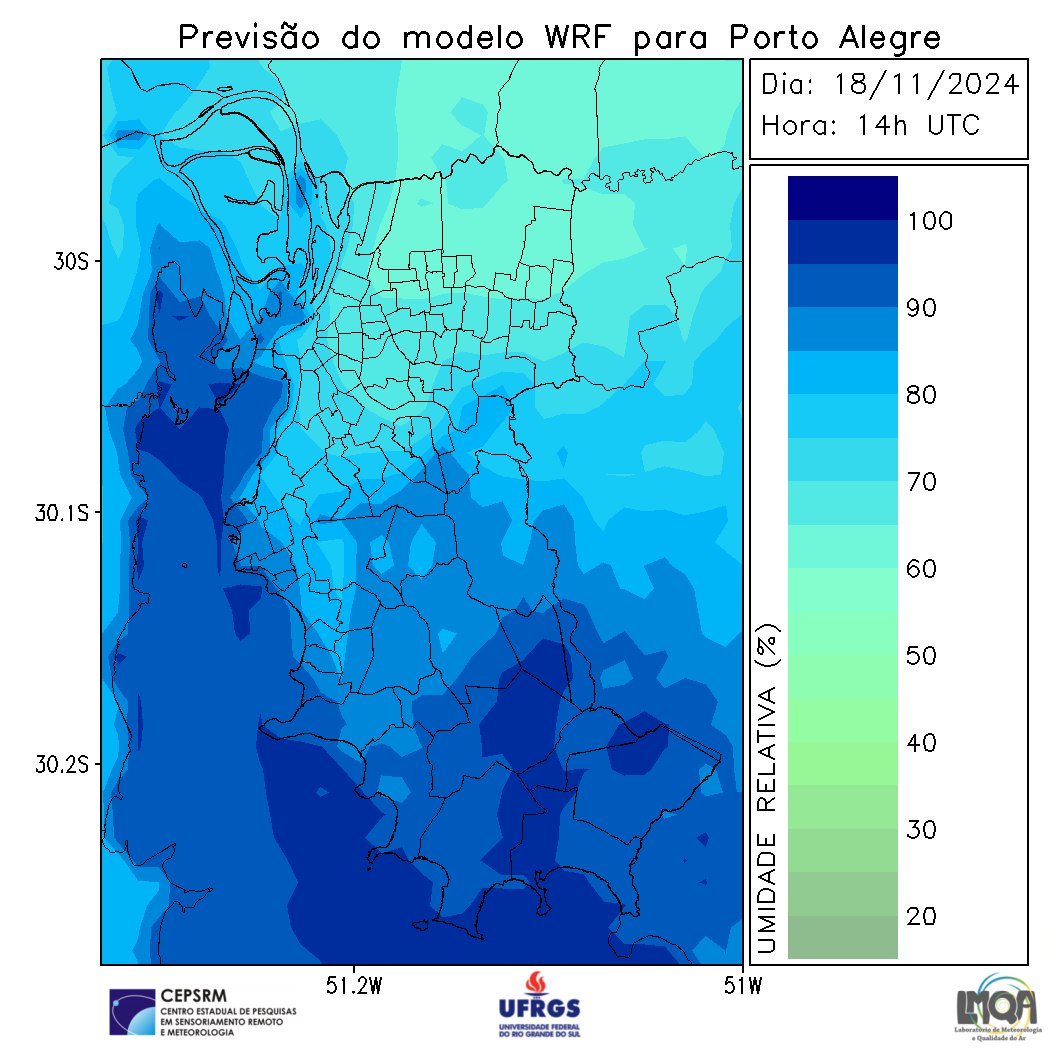 Previsão do modelo WRF para Porto Alegre
Dia: 18/11/2024
Hora: 14h UTC
30S
30.1S
30.2S
51.2W
51W
UMIDADE RELATIVA (%)
100
90
80
70
60
50
40
30
20
CEPSRM
CENTRO ESTADUAL DE PESQUISAS
EM SENSORIAMENTO REMOTO
E METEOROLOGIA
UFRGS
UNIVERSIDADE FEDERAL
DO RIO GRANDE DO SUL
LMQA
Laboratório de Meteorologia
e Qualidade do Ar